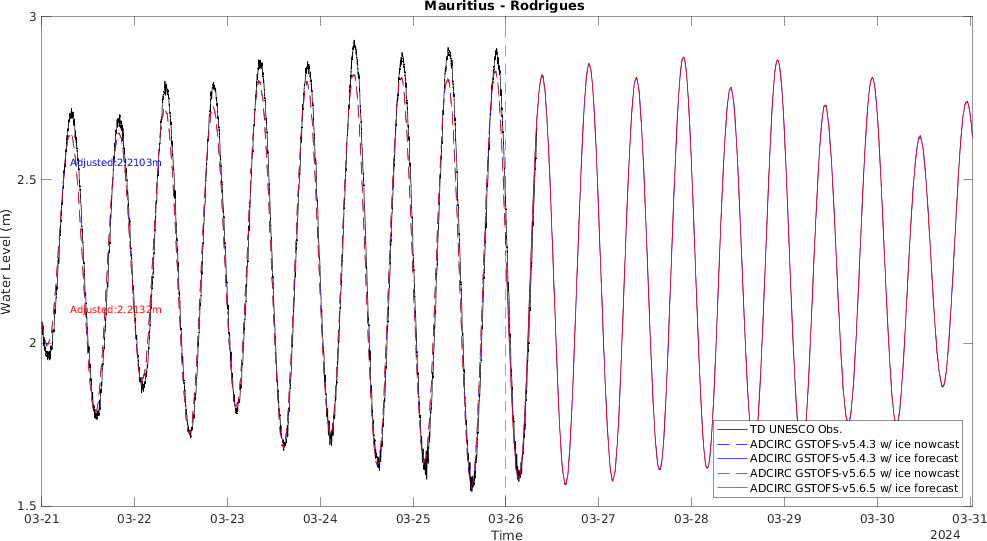 Mauritius - Rodrigues
3
2.5
2
1.5
Water Level (m)
Adjusted:2.2103m
Adjusted:2.2132m
TD UNESCO Obs.
ADCIRC GSTOFS-v5.4.3 w/ ice nowcast
ADCIRC GSTOFS-v5.4.3 w/ ice forecast
ADCIRC GSTOFS-v5.6.5 w/ ice nowcast
ADCIRC GSTOFS-v5.6.5 w/ ice forecast
03-21 03-22 03-23 03-24 03-25 03-26 03-27 03-28 03-29 03-30 03-31
Time
2024